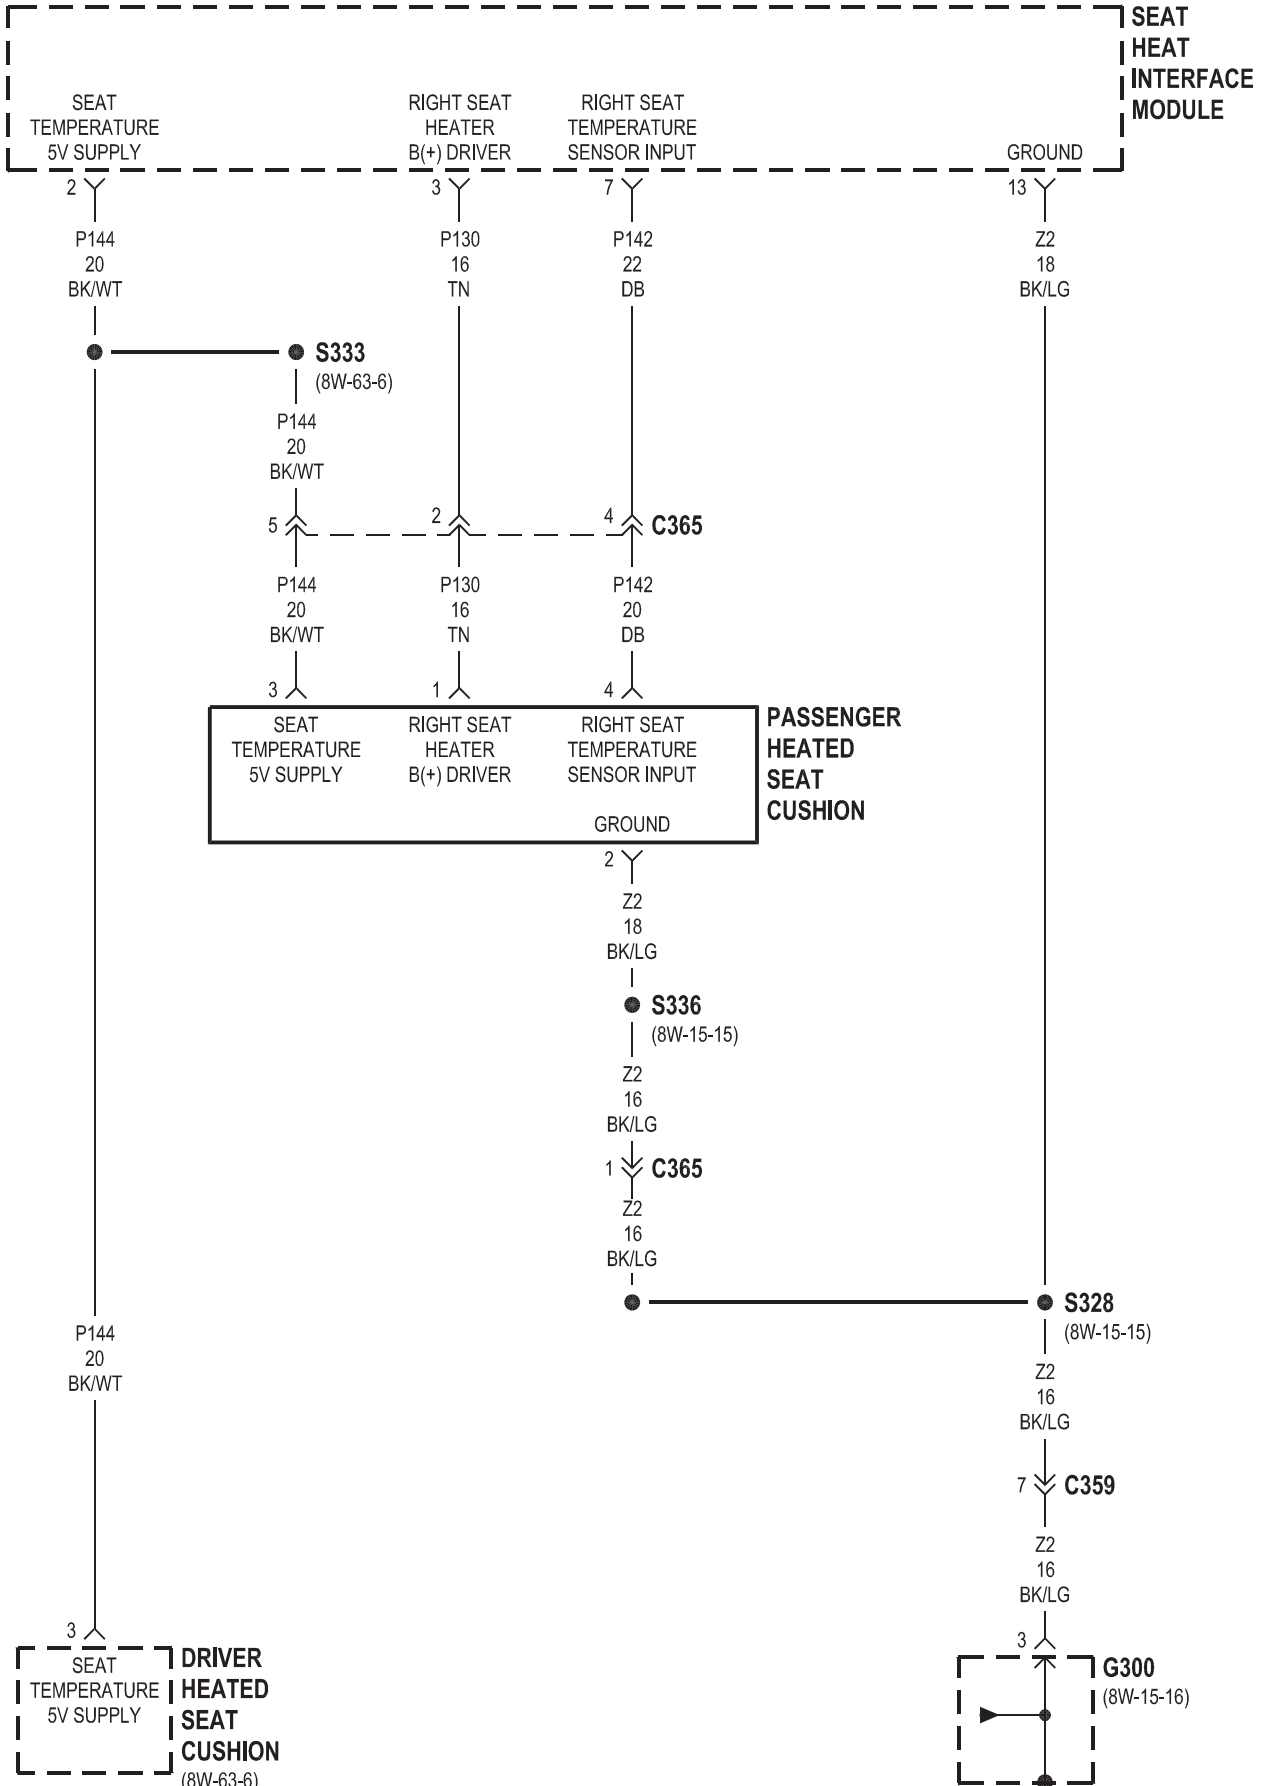 SEAT
HEAT
INTERFACE
MODULE
SEAT
TEMPERATURE
5V SUPPLY
RIGHT SEAT
HEATER
B(+) DRIVER
RIGHT SEAT
TEMPERATURE
SENSOR INPUT
GROUND
2
3
7
13
P144
20
BK/WT
P130
16
TN
P142
22
DB
Z2
18
BK/LG
S333
(8W-63-6)
P144
20
BK/WT
5
2
4
C365
P144
20
BK/WT
P130
16
TN
P142
20
DB
3
1
4
SEAT
TEMPERATURE
5V SUPPLY
RIGHT SEAT
HEATER
B(+) DRIVER
RIGHT SEAT
TEMPERATURE
SENSOR INPUT
GROUND
PASSENGER
HEATED
SEAT
CUSHION
2
Z2
18
BK/LG
S336
(8W-15-15)
Z2
16
BK/LG
1
C365
Z2
16
BK/LG
S328
(8W-15-15)
P144
20
BK/WT
Z2
16
BK/LG
7
C359
Z2
16
BK/LG
3
3
SEAT
TEMPERATURE
5V SUPPLY
DRIVER
HEATED
SEAT
CUSHION
(8W-63-6)
G300
(8W-15-16)